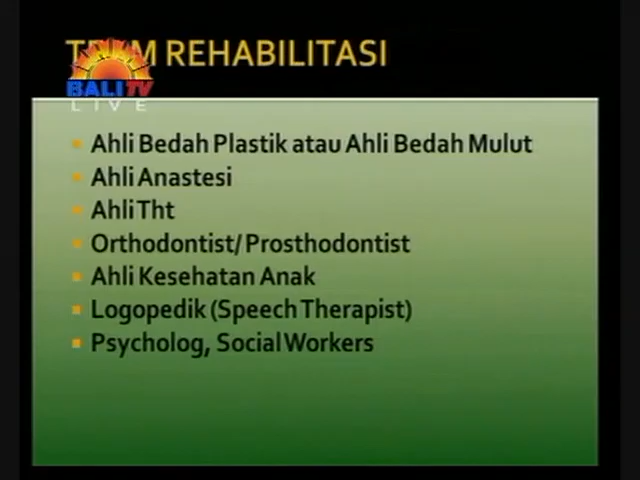 REHABILITASI
BALI TV
LIVE
Ahli Bedah Plastik atau Ahli Bedah Mulut
Ahli Anastesi
Ahli Tht
Orthodontist/ Prosthodontist
Ahli Kesehatan Anak
Logopedik (Speech Therapist)
Psycholog, Social Workers